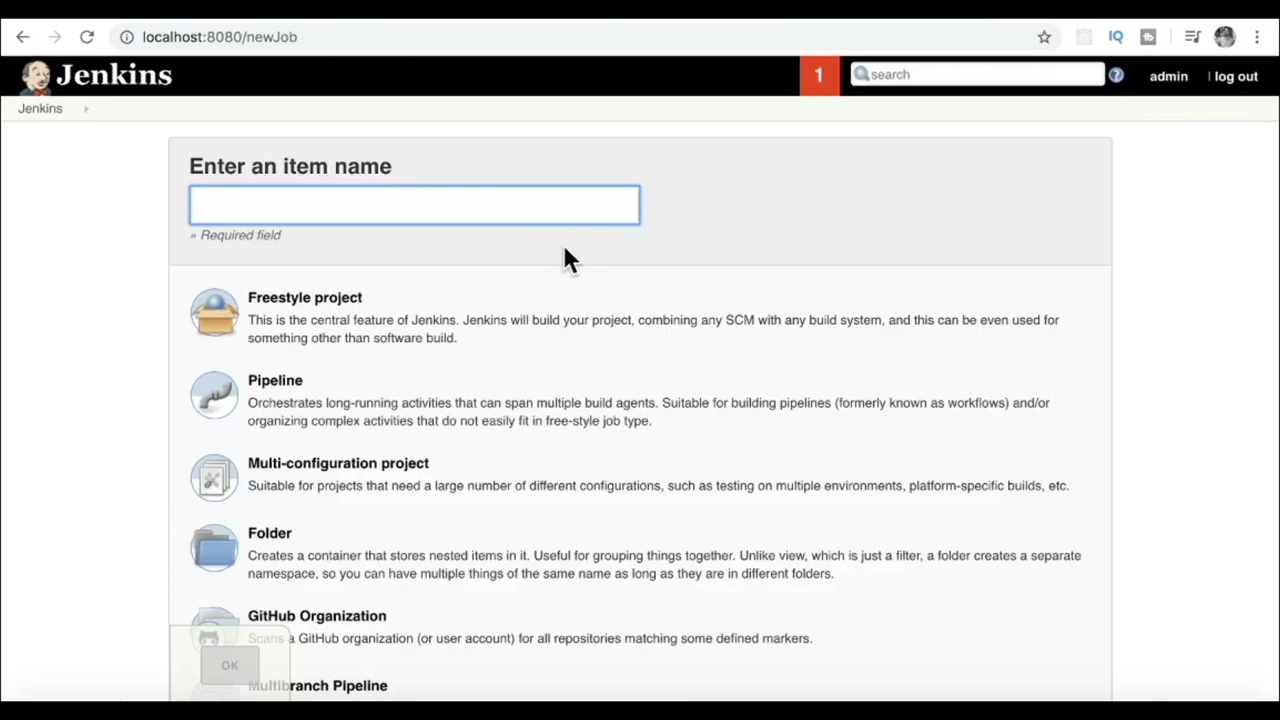 localhost:8080/newJob
IQ
Jenkins
1
search
admin
log out
Jenkins
Enter an item name
» Required field
Freestyle project
This is the central feature of Jenkins. Jenkins will build your project, combining any SCM with any build system, and this can be even used for
something other than software build.
Pipeline
Orchestrates long-running activities that can span multiple build agents. Suitable for building pipelines (formerly known as workflows) and/or
organizing complex activities that do not easily fit in free-style job type.
Multi-configuration project
Suitable for projects that need a large number of different configurations, such as testing on multiple environments, platform-specific builds, etc.
Folder
Creates a container that stores nested items in it. Useful for grouping things together. Unlike view, which is just a filter, a folder creates a separate
namespace, so you can have multiple things of the same name as long as they are in different folders.
GitHub Organization
Scans a GitHub organization (or user account) for all repositories matching some defined markers.
OK
Multibranch Pipeline